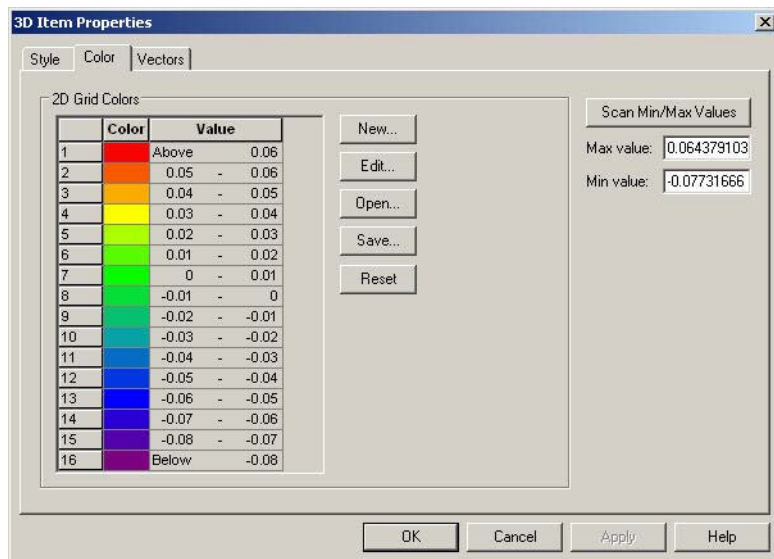 3D Item Properties
Style Color Vectors
2D Grid Colors
Color Value
1 Above 0.06
2 0.05 - 0.06
3 0.04 - 0.05
4 0.03 - 0.04
5 0.02 - 0.03
6 0.01 - 0.02
7 0 - 0.01
8 -0.01 - 0
9 -0.02 - -0.01
10 -0.03 - -0.02
11 -0.04 - -0.03
12 -0.05 - -0.04
13 -0.06 - -0.05
14 -0.07 - -0.06
15 -0.08 - -0.07
16 Below -0.08
New...
Edit...
Open...
Save...
Reset
Scan Min/Max Values
Max value: 0.064379103
Min value: -0.07731666
OK Cancel Apply Help